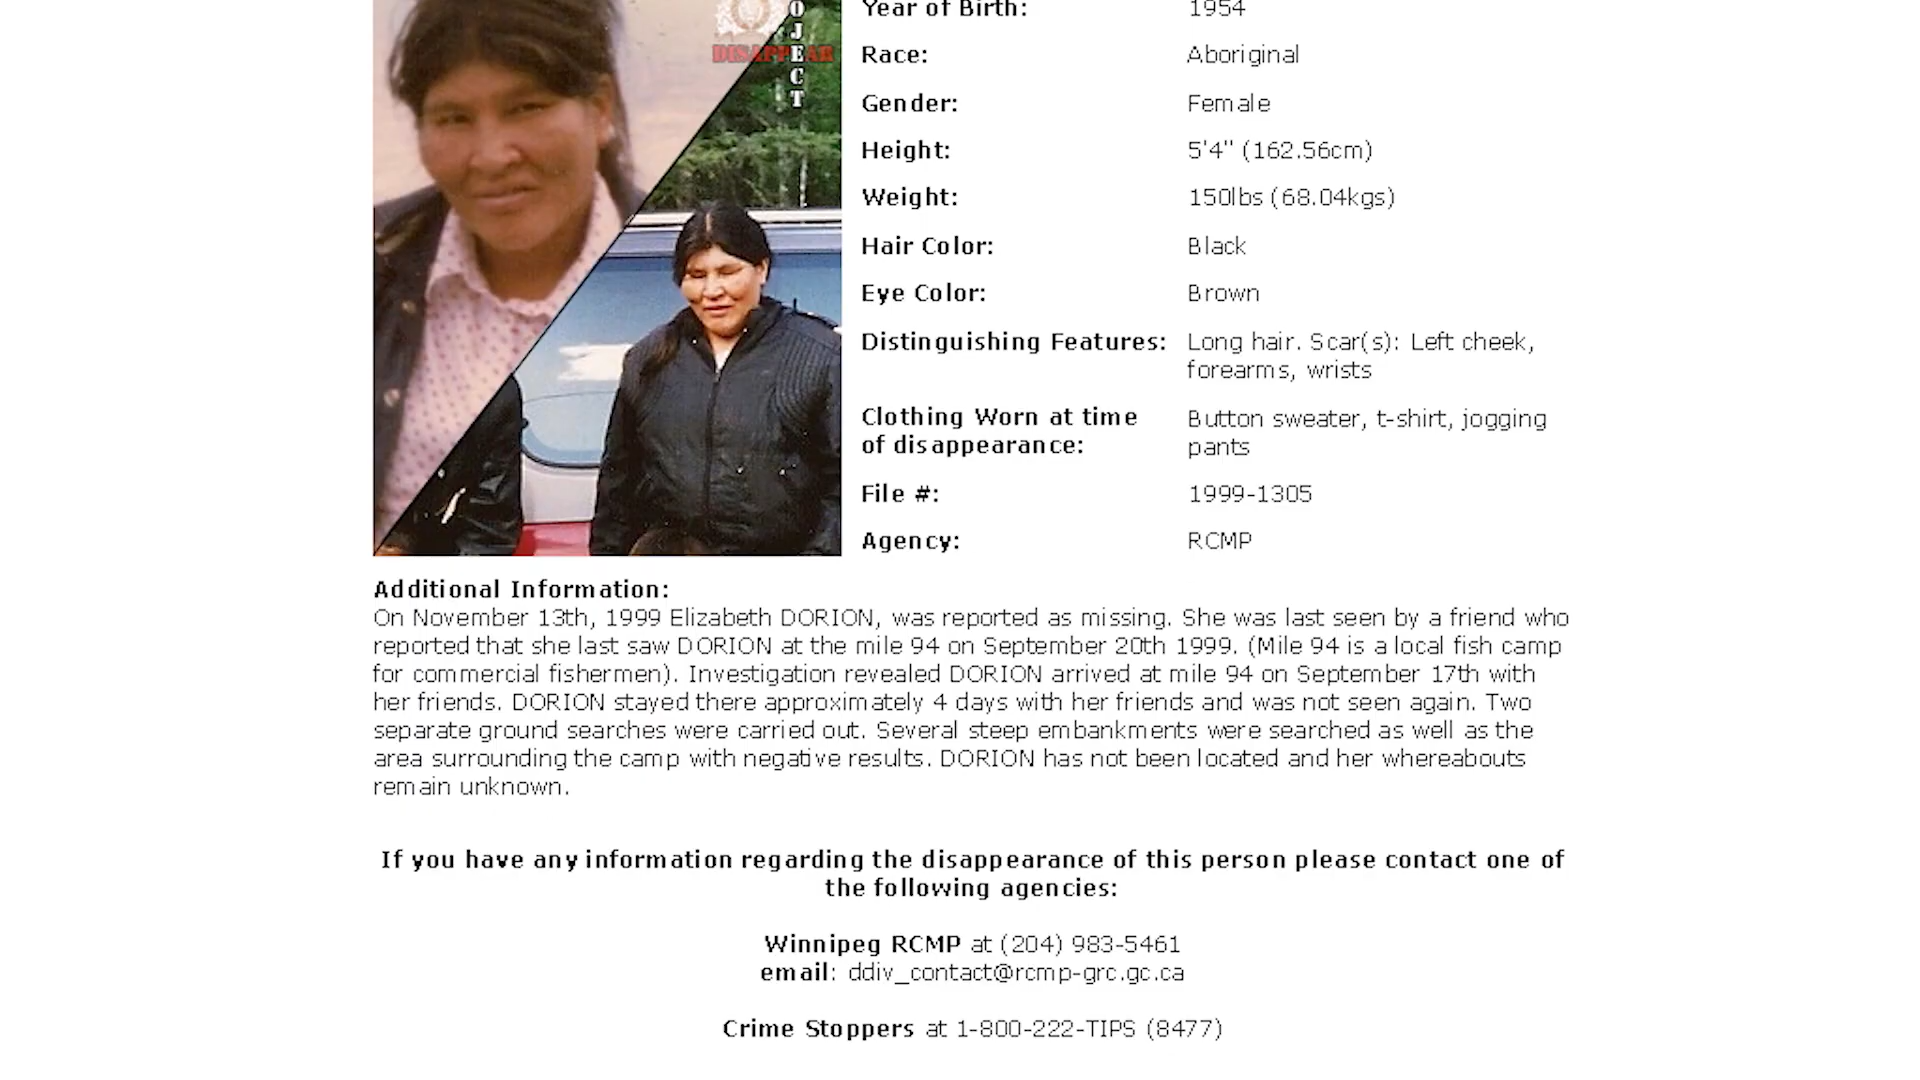 Year of Birth: 1954
OJECT
DISAPPEAR
Race: Aboriginal
Gender: Female
Height: 5'4" (162.56cm)
Weight: 150lbs (68.04kgs)
Hair Color: Black
Eye Color: Brown
Distinguishing Features: Long hair. Scar(s): Left cheek,
forearms, wrists
Clothing Worn at time
of disappearance:
Button sweater, t-shirt, jogging
pants
File #: 1999-1305
Agency: RCMP
Additional Information:
On November 13th, 1999 Elizabeth DORION, was reported as missing. She was last seen by a friend who
reported that she last saw DORION at the mile 94 on September 20th 1999. (Mile 94 is a local fish camp
for commercial fishermen). Investigation revealed DORION arrived at mile 94 on September 17th with
her friends. DORION stayed there approximately 4 days with her friends and was not seen again. Two
separate ground searches were carried out. Several steep embankments were searched as well as the
area surrounding the camp with negative results. DORION has not been located and her whereabouts
remain unknown.
If you have any information regarding the disappearance of this person please contact one of
the following agencies:
Winnipeg RCMP at (204) 983-5461
email: ddiv_contact@rcmp-grc.gc.ca
Crime Stoppers at 1-800-222-TIPS (8477)